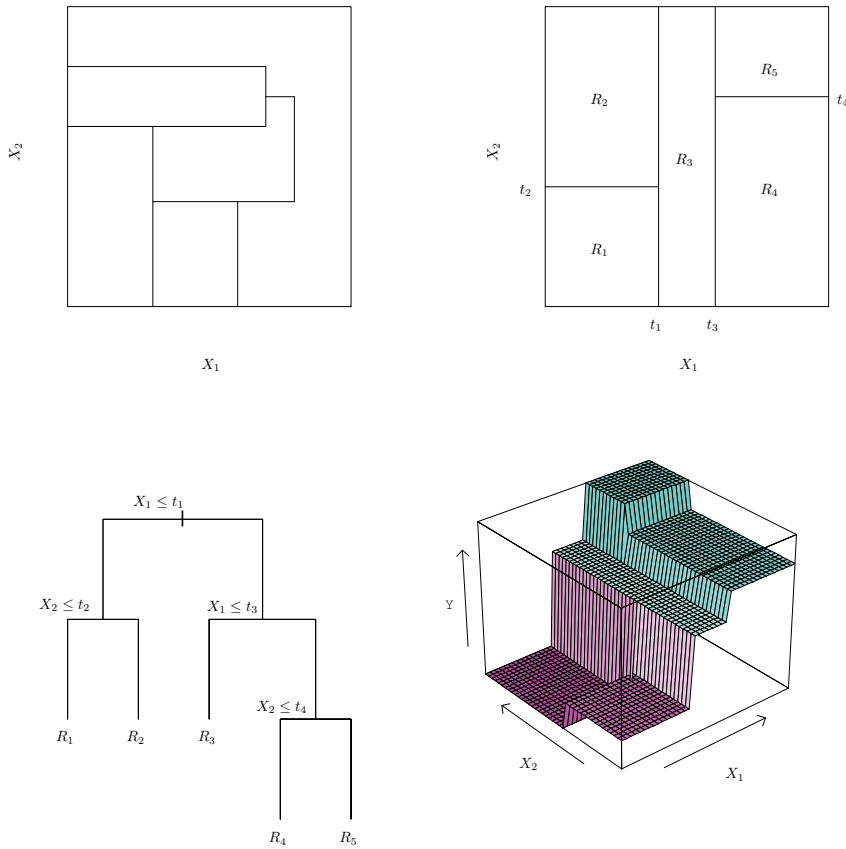 X₂
X₁
R₂
R₅
t₄
X₂
R₃
t₂
R₄
R₁
t₁ t₃
X₁
X₁ ≤ t₁
X₂ ≤ t₂ X₁ ≤ t₃
X₂ ≤ t₄
R₁ R₂ R₃
R₄ R₅
Y
X₂
X₁